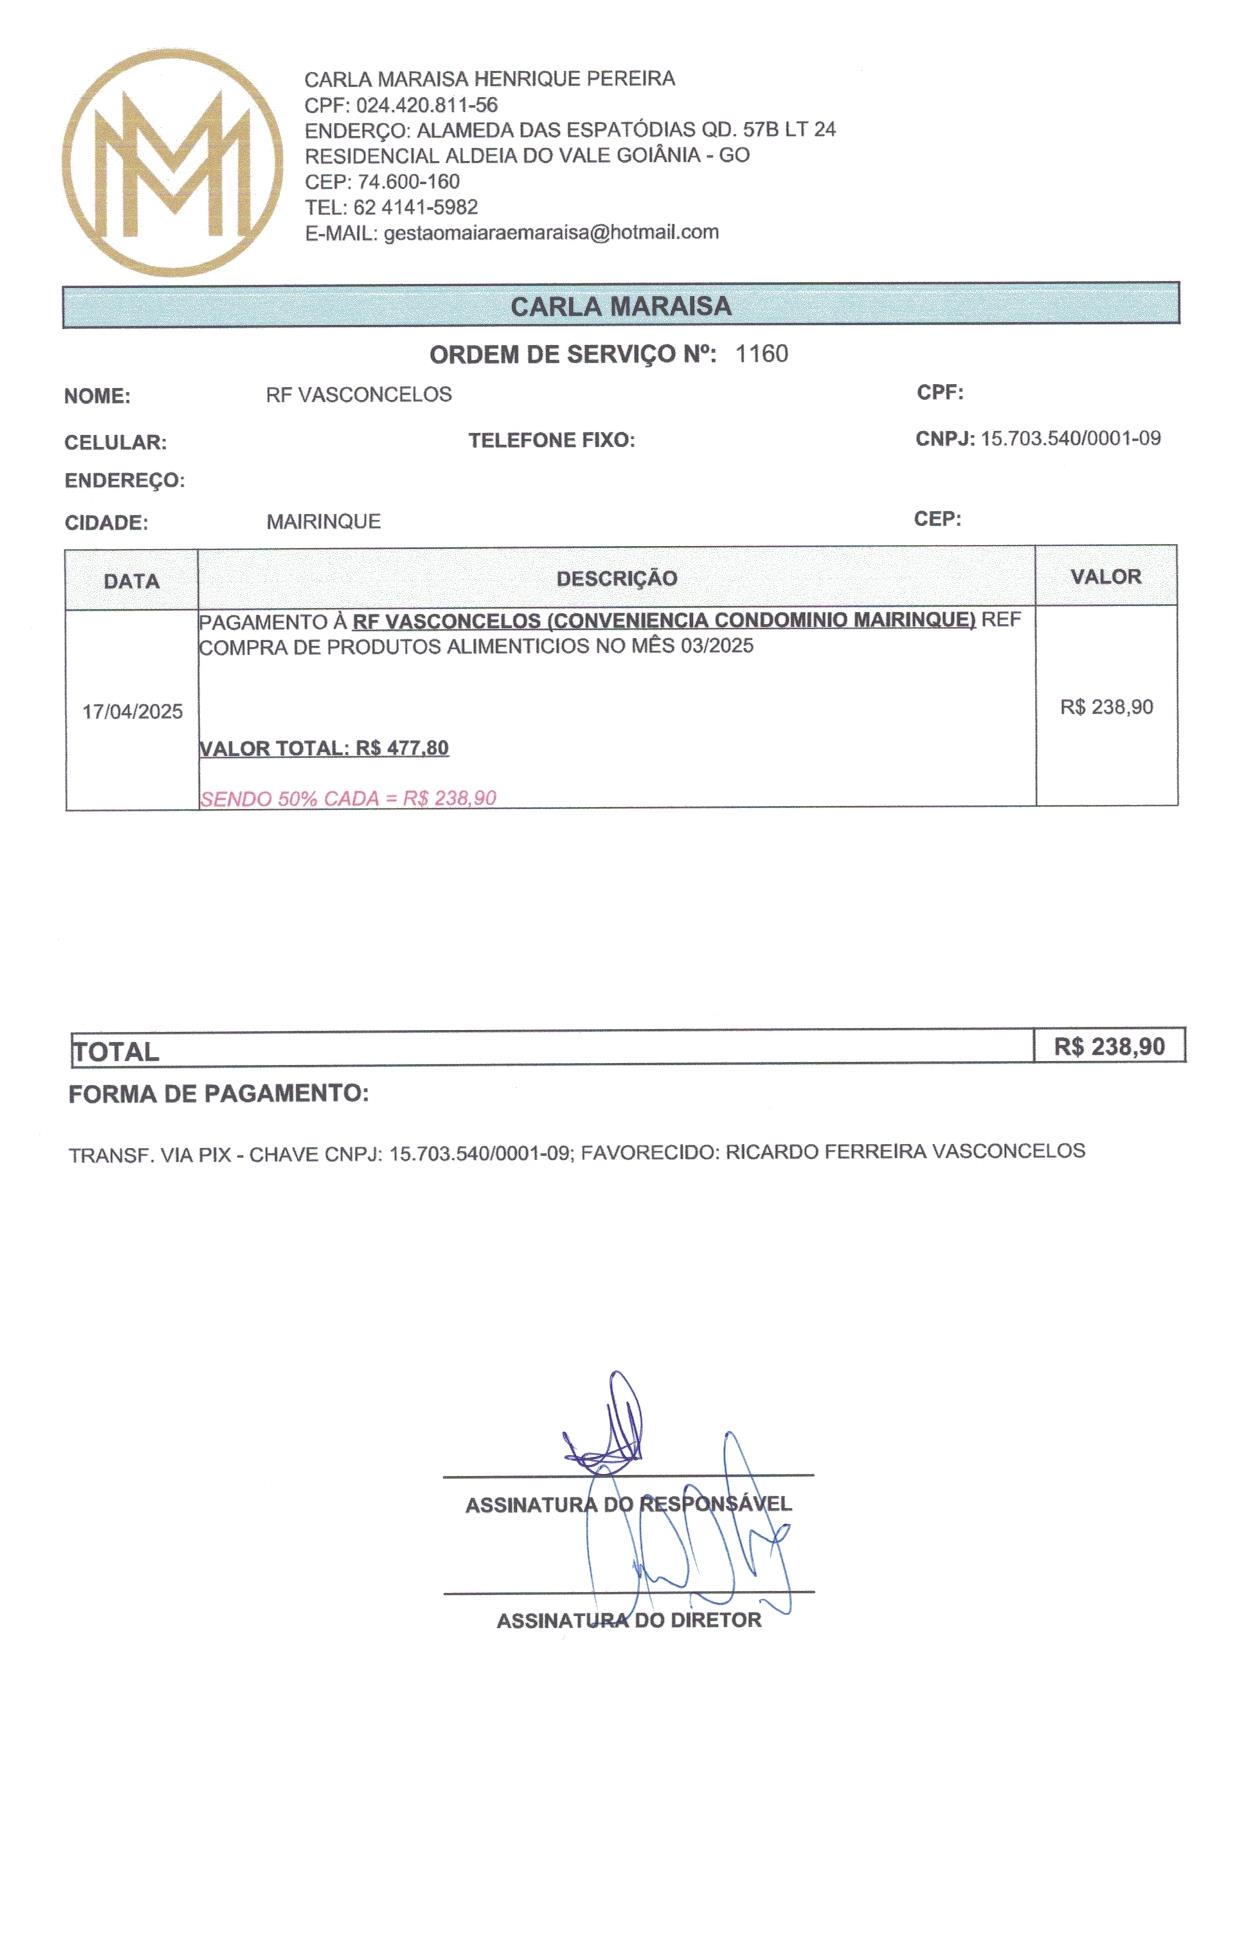 CARLA MARAISA HENRIQUE PEREIRA
CPF: 024.420.811-56
ENDERÇO: ALAMEDA DAS ESPATÓDIAS QD. 57B LT 24
RESIDENCIAL ALDEIA DO VALE GOIÂNIA - GO
CEP: 74.600-160
TEL: 62 4141-5982
E-MAIL: gestaomaiaraemaraisa@hotmail.com
CARLA MARAISA
ORDEM DE SERVIÇO Nº: 1160
NOME: RF VASCONCELOS CPF:
CELULAR: TELEFONE FIXO: CNPJ: 15.703.540/0001-09
ENDEREÇO:
CIDADE: MAIRINQUE CEP:
DATA DESCRIÇÃO VALOR
PAGAMENTO À RF VASCONCELOS (CONVENIENCIA CONDOMINIO MAIRINQUE) REF
COMPRA DE PRODUTOS ALIMENTICIOS NO MÊS 03/2025
17/04/2025 R$ 238,90
VALOR TOTAL: R$ 477,80
SENDO 50% CADA = R$ 238,90
TOTAL R$ 238,90
FORMA DE PAGAMENTO:
TRANSF. VIA PIX - CHAVE CNPJ: 15.703.540/0001-09; FAVORECIDO: RICARDO FERREIRA VASCONCELOS
ASSINATURA DO RESPONSÁVEL
ASSINATURA DO DIRETOR